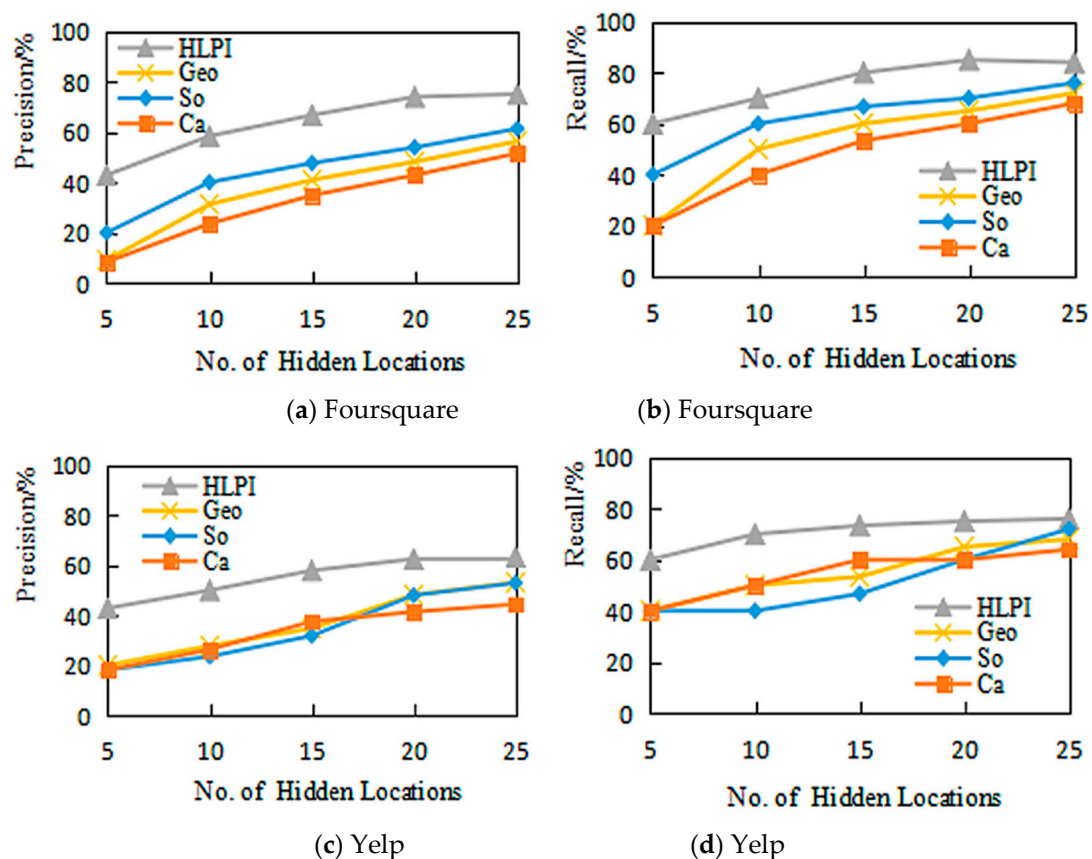 Precision/%
100
80
60
40
20
0
HLPI
Geo
So
Ca
5 10 15 20 25
No. of Hidden Locations
(a) Foursquare
Recall/%
100
80
60
40
20
0
HLPI
Geo
So
Ca
5 10 15 20 25
No. of Hidden Locations
(b) Foursquare
Precision/%
100
80
60
40
20
0
HLPI
Geo
So
Ca
5 10 15 20 25
No. of Hidden Locations
(c) Yelp
Recall/%
100
80
60
40
20
0
HLPI
Geo
So
Ca
5 10 15 20 25
No. of Hidden Locations
(d) Yelp